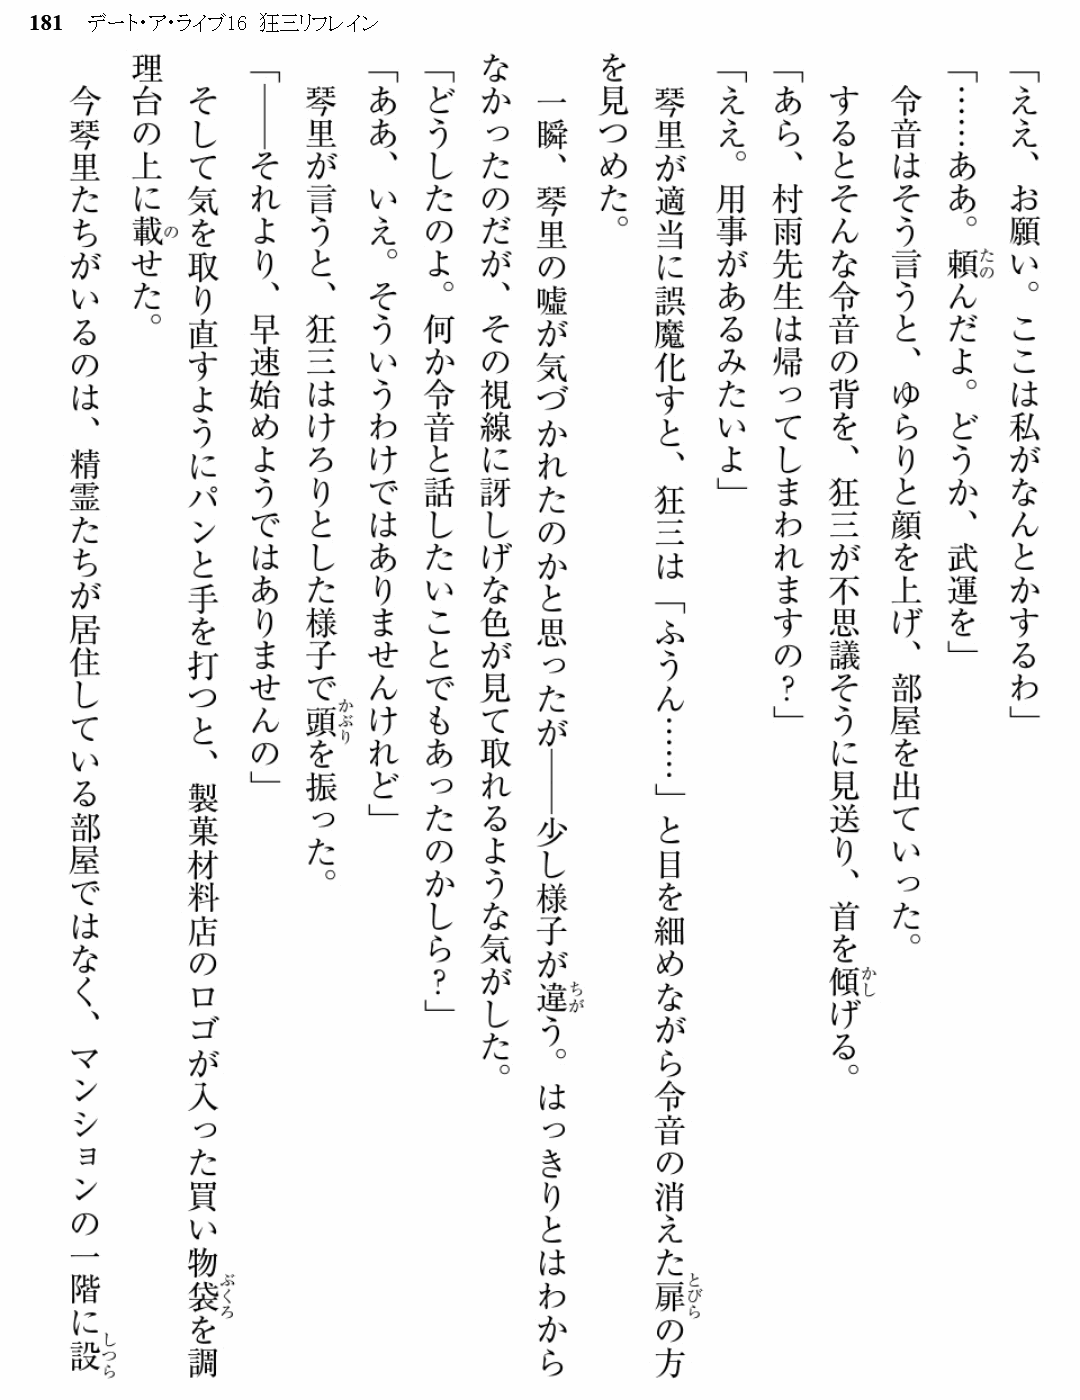 181 デート・ア・ライブ16 狂三リフレイン
「ええ、お願い。ここは私がなんとかするわ」
「……ああ。頼んだよ。どうか、武運を」
令音はそう言うと、ゆらりと顔を上げ、部屋を出ていった。
するとそんな令音の背を、狂三が不思議そうに見送り、首を傾げる。
「あら、村雨先生は帰ってしまわれますの?」
「ええ。用事があるみたいよ」
琴里が適当に誤魔化すと、狂三は「ふうん……」と目を細めながら令音の消えた扉の方
を見つめた。
一瞬、琴里の嘘が気づかれたのかと思ったが――少し様子が違う。はっきりとはわから
なかったのだが、その視線に訝しげな色が見て取れるような気がした。
「どうしたのよ。何か令音と話したいことでもあったのかしら?」
「ああ、いえ。そういうわけではありませんけれど」
琴里が言うと、狂三はけろりとした様子で頭を振った。
「――それより、早速始めようではありませんの」
そして気を取り直すようにパンと手を打つと、製菓材料店のロゴが入った買い物袋を調
理台の上に載せた。
今琴里たちがいるのは、精霊たちが居住している部屋ではなく、マンションの一階に設